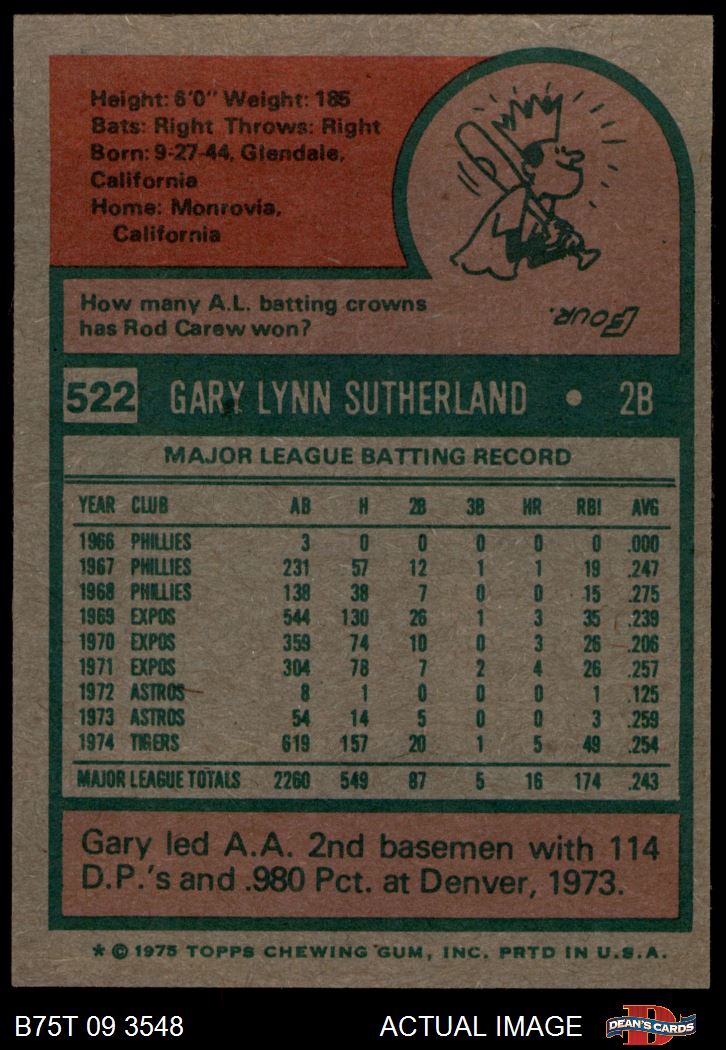 Height: 6'0" Weight: 185
Bats: Right Throws: Right
Born: 9-27-44, Glendale,
California
Home: Monrovia,
California
How many A.L. batting crowns
has Rod Carew won?
FOUR.
522 GARY LYNN SUTHERLAND • 2B
MAJOR LEAGUE BATTING RECORD
YEAR CLUB AB H 2B 3B HR RBI AVG
1966 PHILLIES 3 0 0 0 0 0 .000
1967 PHILLIES 231 57 12 1 1 19 .247
1968 PHILLIES 138 38 7 0 0 15 .275
1969 EXPOS 544 130 26 1 3 35 .239
1970 EXPOS 359 74 10 0 3 26 .206
1971 EXPOS 304 78 7 2 4 26 .257
1972 ASTROS 8 1 0 0 0 1 .125
1973 ASTROS 54 14 5 0 0 3 .259
1974 TIGERS 619 157 20 1 5 49 .254
MAJOR LEAGUE TOTALS 2260 549 87 5 16 174 .243
Gary led A.A. 2nd basemen with 114
D.P.'s and .980 Pct. at Denver, 1973.
* © 1975 TOPPS CHEWING GUM, INC. PRTD IN U.S.A.
B75T 09 3548 ACTUAL IMAGE DEAN'S CARDS